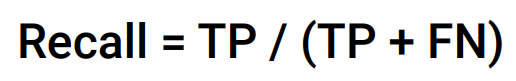 Recall = TP / (TP + FN)